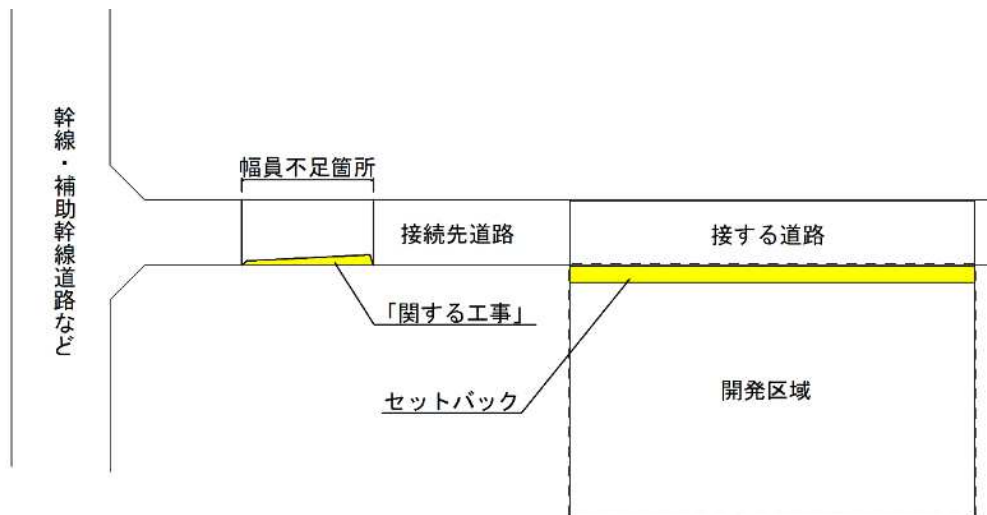 幹線・補助幹線道路など
幅員不足箇所
接続先道路
接する道路
「関する工事」
セットバック
開発区域